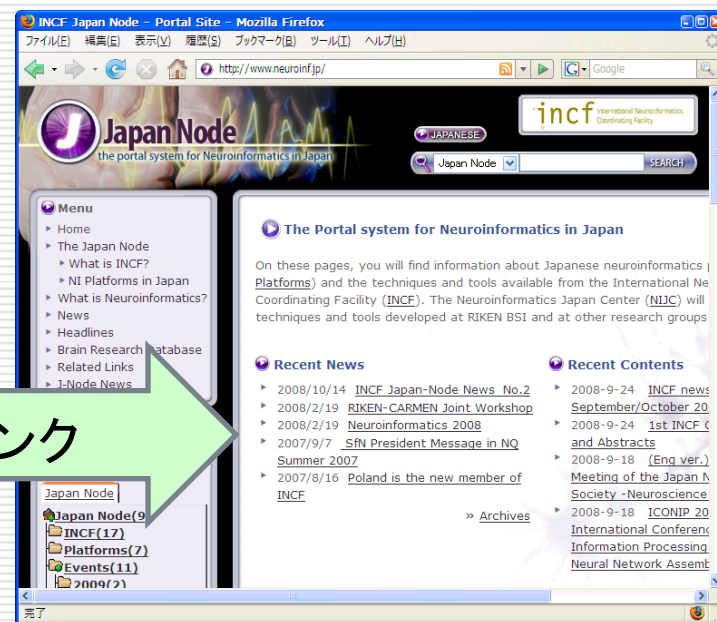 INCF Japan Node - Portal Site - Mozilla Firefox
ファイル(F) 編集(E) 表示(V) 履歴(S) ブックマーク(B) ツール(T) ヘルプ(H)
http://www.neuroinf.jp/
Google
Japan Node
the portal system for Neuroinformatics in Japan
JAPANESE
incf International Neuroinformatics Coordinating Facility
Japan Node SEARCH
Menu
Home
The Japan Node
What is INCF?
NI Platforms in Japan
What is Neuroinformatics?
News
Headlines
Brain Research Database
Related Links
J-Node News
ンク
Japan Node
Japan Node(9
INCF(17)
Platforms(7)
Events(11)
2009(2)
The Portal system for Neuroinformatics in Japan
On these pages, you will find information about Japanese neuroinformatics
Platforms) and the techniques and tools available from the International Ne
Coordinating Facility (INCF). The Neuroinformatics Japan Center (NIJC) will
techniques and tools developed at RIKEN BSI and at other research groups
Recent News
2008/10/14 INCF Japan-Node News No.2
2008/2/19 RIKEN-CARMEN Joint Workshop
2008/2/19 Neuroinformatics 2008
2007/9/7 SfN President Message in NQ
Summer 2007
2007/8/16 Poland is the new member of
INCF
» Archives
Recent Contents
2008-9-24 INCF news
September/October 20
2008-9-24 1st INCF
and Abstracts
2008-9-18 (Eng ver.)
Meeting of the Japan N
Society -Neuroscience
2008-9-18 ICONIP 20
International Conferenc
Information Processing
Neural Network Assemb
完了